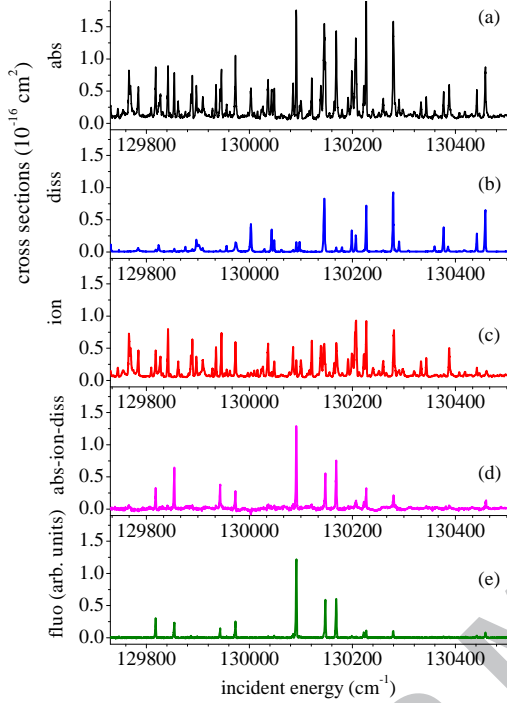 (a)
abs
1.5
1.0
0.5
0.0
129800 130000 130200 130400
cross sections (10⁻¹⁶ cm²)
(b)
diss
1.5
1.0
0.5
0.0
129800 130000 130200 130400
(c)
ion
1.5
1.0
0.5
0.0
129800 130000 130200 130400
(d)
abs-ion-diss
1.5
1.0
0.5
0.0
129800 130000 130200 130400
(e)
fluo (arb. units)
1.5
1.0
0.5
0.0
129800 130000 130200 130400
incident energy (cm⁻¹)